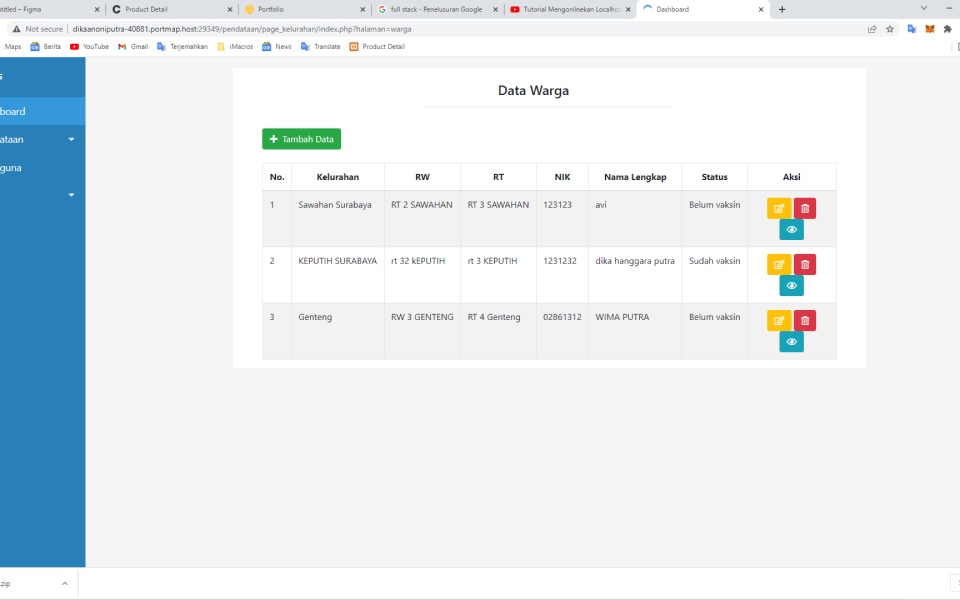 titled – Figma
Product Detail
Portfolio
full stack - Penelusuran Google
Tutorial Mengonlinekan Localho
Dashboard
Not secure
dikaanoniputra-40881.portmap.host:29349/pendataan/page_kelurahan/index.php?halaman=warga
Maps
Berita
YouTube
Gmail
Terjemahkan
iMacros
News
Translate
Product Detail
s
board
ataan
guna
Data Warga
+ Tambah Data
No. Kelurahan RW RT NIK Nama Lengkap Status Aksi
1 Sawahan Surabaya RT 2 SAWAHAN RT 3 SAWAHAN 123123 avi Belum vaksin
2 KEPUTIH SURABAYA rt 32 kEPUTIH rt 3 KEPUTIH 1231232 dika hanggara putra Sudah vaksin
3 Genteng RW 3 GENTENG RT 4 Genteng 02861312 WIMA PUTRA Belum vaksin
.zip